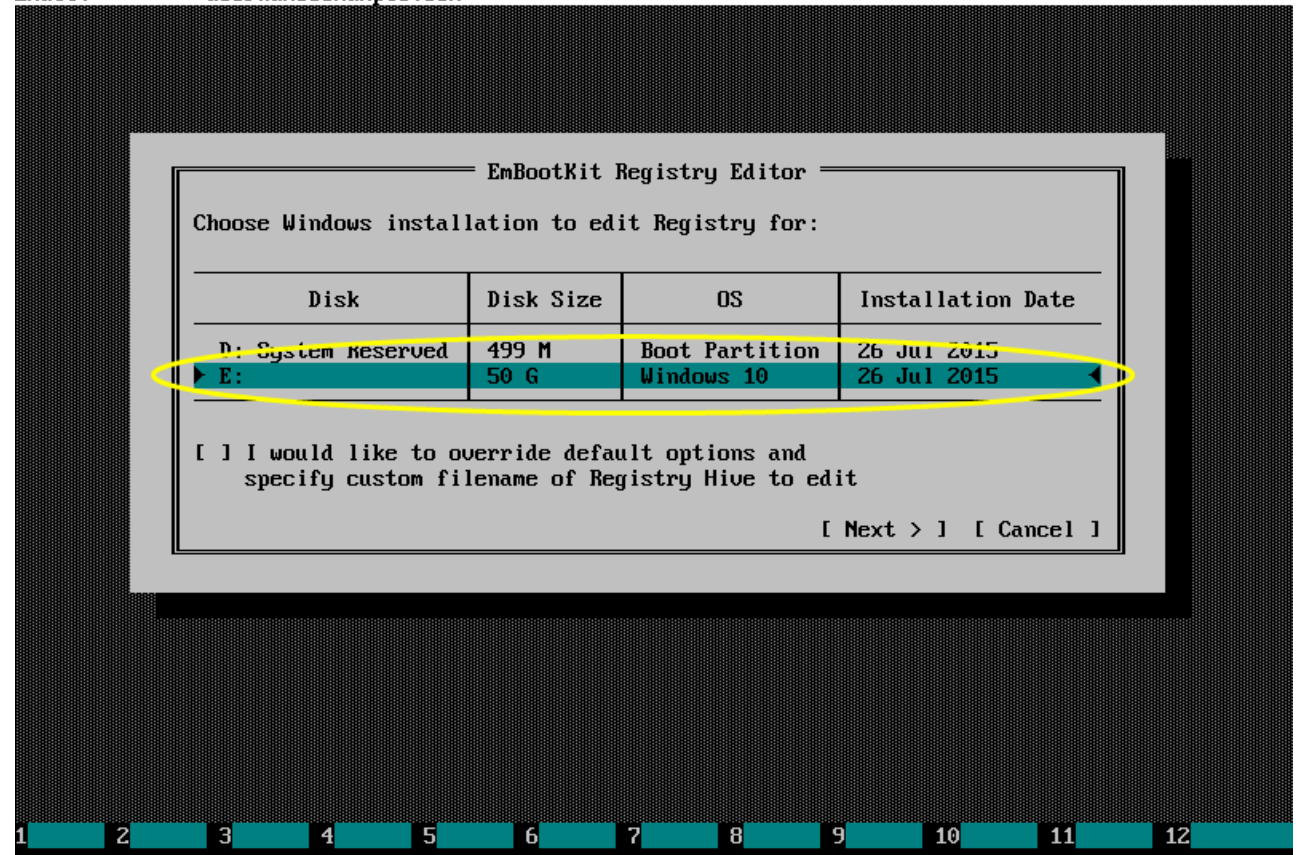 EmBootKit Registry Editor
Choose Windows installation to edit Registry for:
Disk Disk Size OS Installation Date
D: System Reserved 499 M Boot Partition 26 Jul 2015
E: 50 G Windows 10 26 Jul 2015
[ ] I would like to override default options and
specify custom filename of Registry Hive to edit
[ Next > ] [ Cancel ]
1 2 3 4 5 6 7 8 9 10 11 12